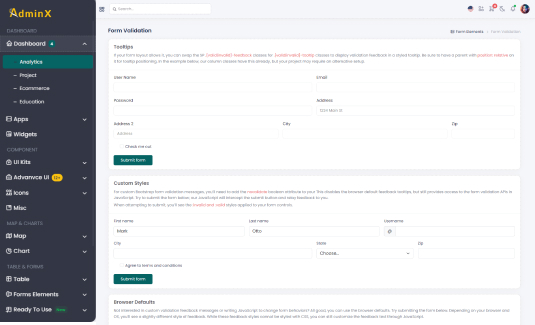 AdminX
Search...
DASHBOARD
Dashboard 4
Analytics
Project
Ecommerce
Education
Apps
Widgets
COMPONENT
UI Kits
Advance UI
Icons
Misc
MAP & CHARTS
Map
Chart
TABLE & FORMS
Table
Forms Elements
Ready To Use
Form Validation
Form Elements / Form Validation
Tooltips
If your form layout allows it, you can swap the
classes for
classes to display validation feedback in a styled tooltip. Be sure to have a parent with position: relative on
it for tooltip positioning. In the example below, our column classes have this already, but your project may require an alternative setup.
User Name
Email
Password
Address
1234 Main St
Address 2
City
Zip
Address
Check me out
Submit form
Custom Styles
For custom Bootstrap form validation messages, you'll need to add the novalidate boolean attribute to your
This disables the browser default feedback tooltips, but still provides access to the form validation APIs in
JavaScript. Try to submit the form below; our JavaScript will intercept the submit button and relay feedback to you.
When attempting to submit, you'll see the :invalid and :valid styles applied to your form controls.
First name
Last name
Username
Mark
Otto
@
City
State
Zip
Choose...
Agree to terms and conditions
Submit form
Browser Defaults
Not interested in custom validation feedback messages or writing JavaScript to change form behaviors? All good, you can use the browser defaults. Try submitting the form below. Depending on your browser and
OS, you'll see a slightly different style of feedback. While these feedback styles cannot be styled with CSS, you can still customize the feedback text through JavaScript.